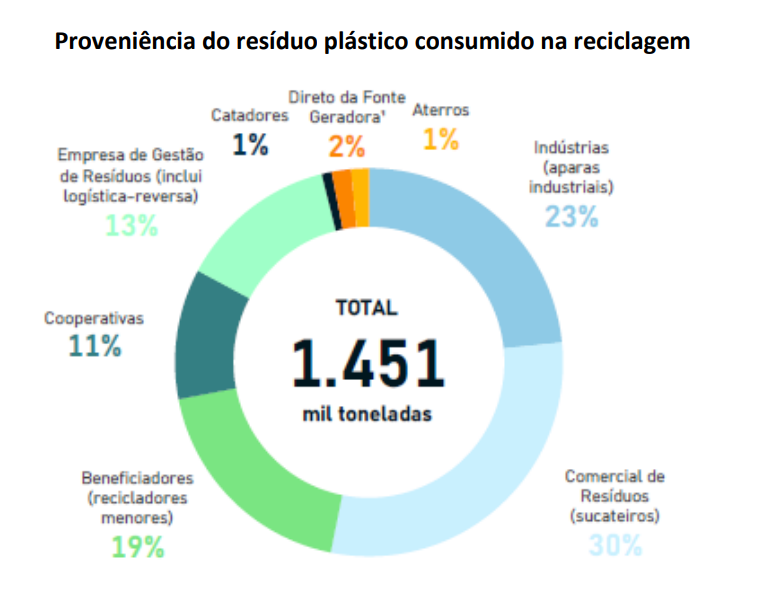 Proveniência do resíduo plástico consumido na reciclagem
Direto da Fonte
Geradora¹
2%
Catadores
1%
Aterros
1%
Empresa de Gestão
de Resíduos (inclui
logística-reversa)
13%
Indústrias
(aparas
industriais)
23%
Cooperativas
11%
TOTAL
1.451
mil toneladas
Beneficiadores
(recicladores
menores)
19%
Comercial de
Resíduos
(sucateiros)
30%